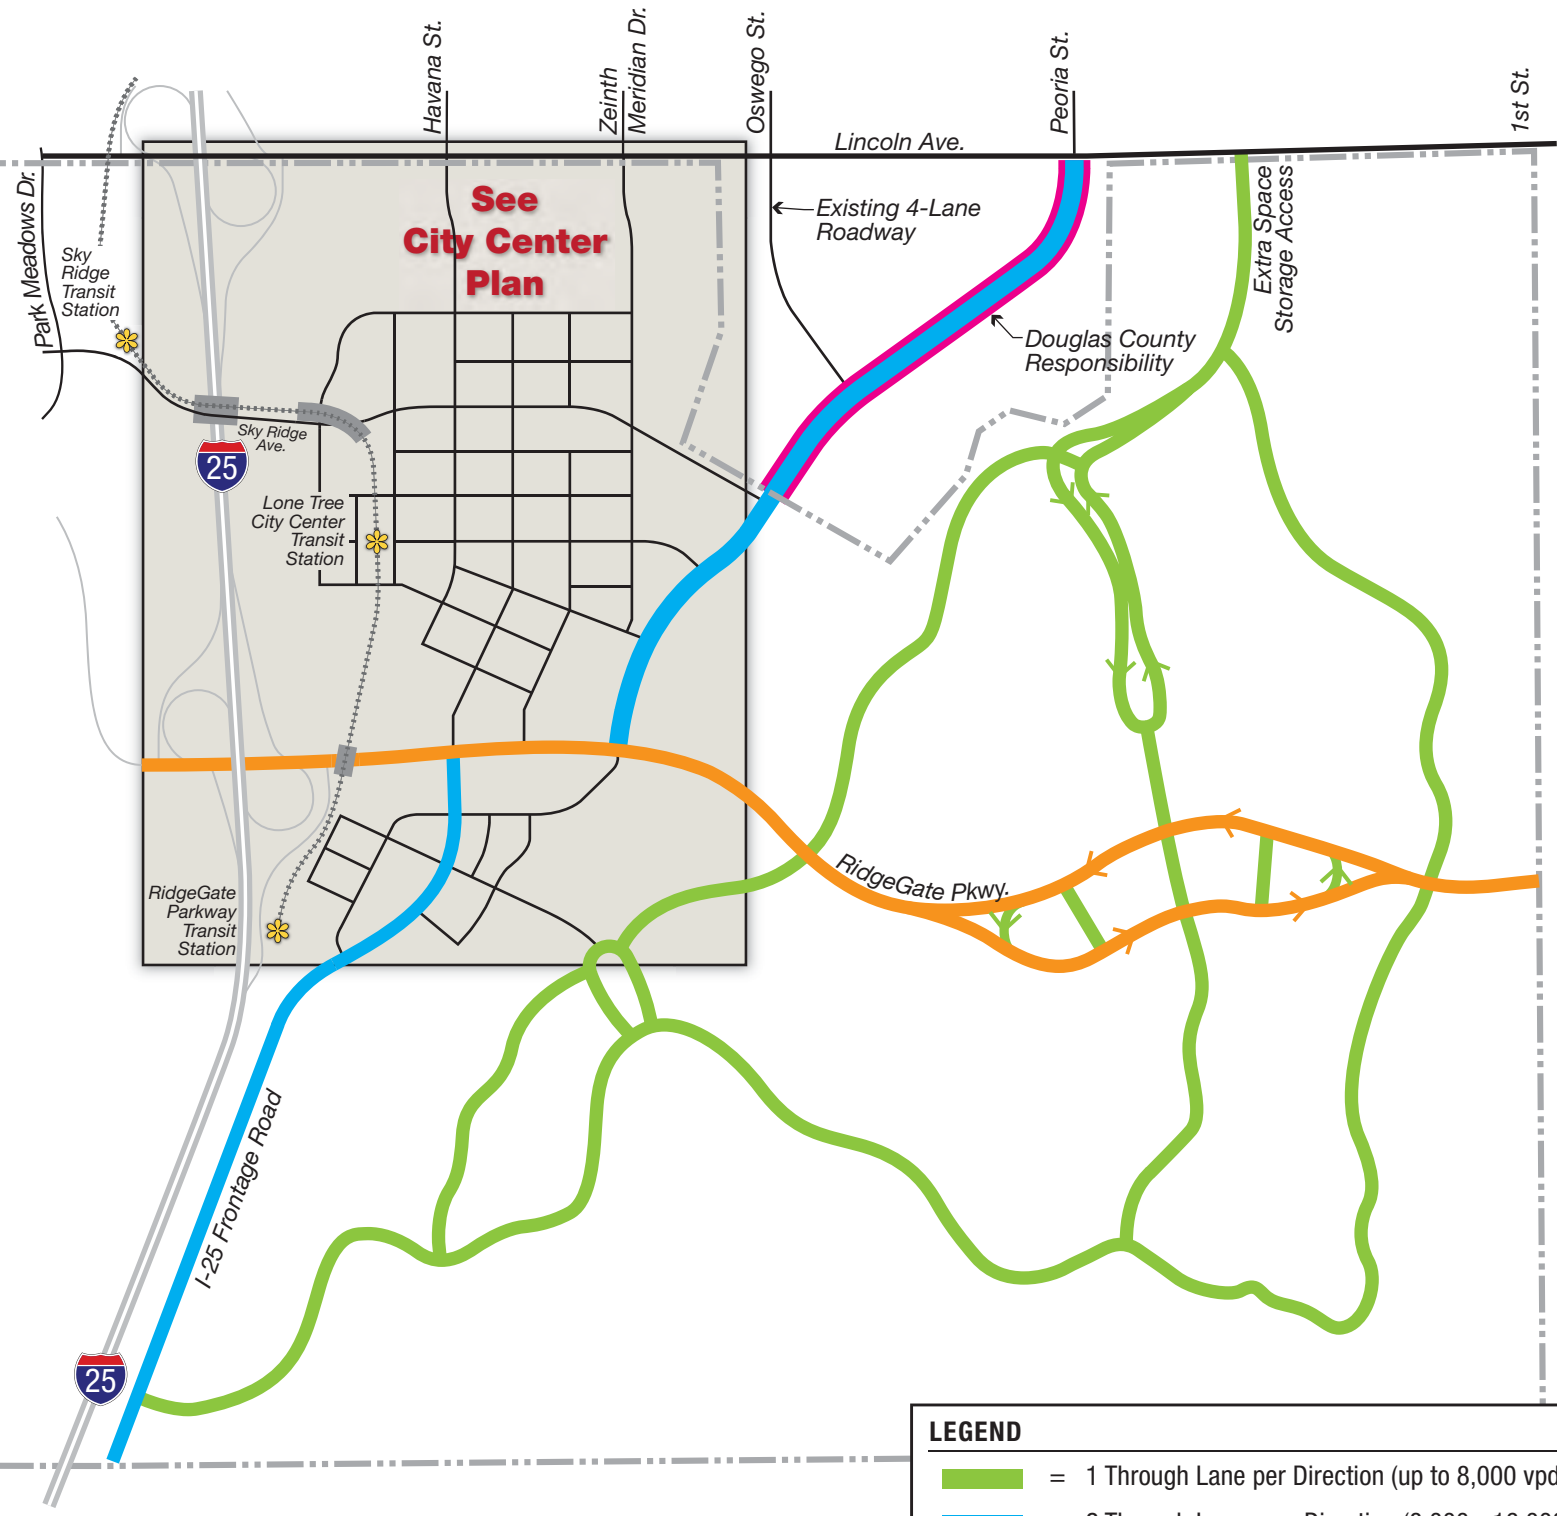 Havana St.
Zeinth
Meridian Dr.
Oswego St.
Peoria St.
1st St.
Lincoln Ave.
Park Meadows Dr.
See
City Center
Plan
Existing 4-Lane
Roadway
Extra Space
Storage Access
Sky
Ridge
Transit
Station
Douglas County
Responsibility
Sky Ridge
Ave.
25
Lone Tree
City Center
Transit
Station
RidgeGate Pkwy.
RidgeGate
Parkway
Transit
Station
I-25 Frontage Road
25
LEGEND
= 1 Through Lane per Direction (up to 8,000 vpd